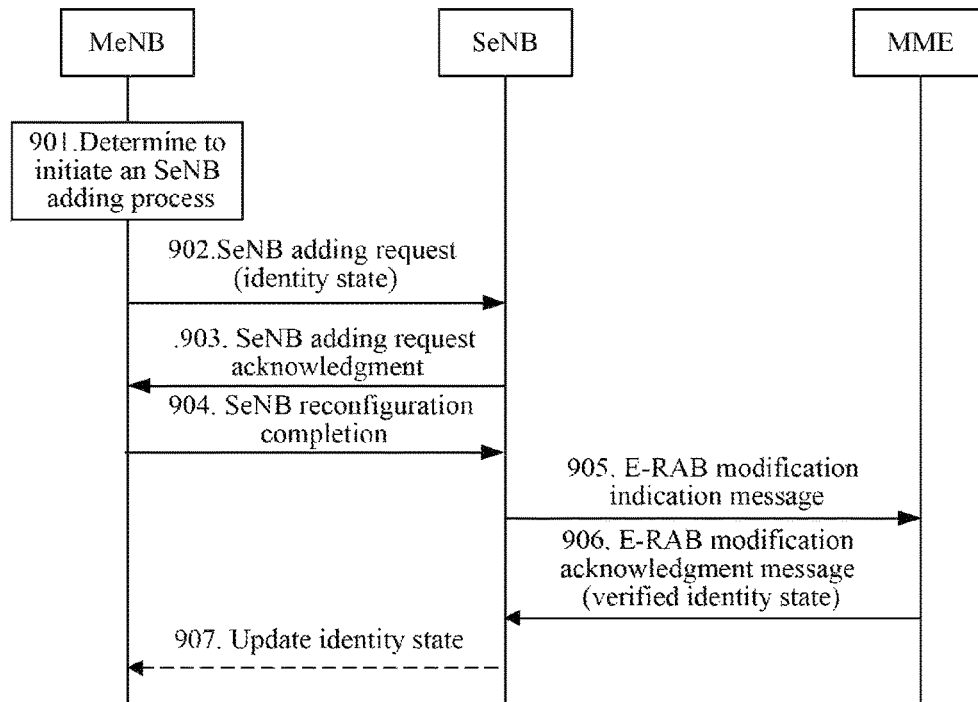 MeNB
SeNB
MME
901.Determine to
initiate an SeNB
adding process
902.SeNB adding request
(identity state)
.903. SeNB adding request
acknowledgment
904. SeNB reconfiguration
completion
905. E-RAB modification
indication message
906. E-RAB modification
acknowledgment message
(verified identity state)
907. Update identity state